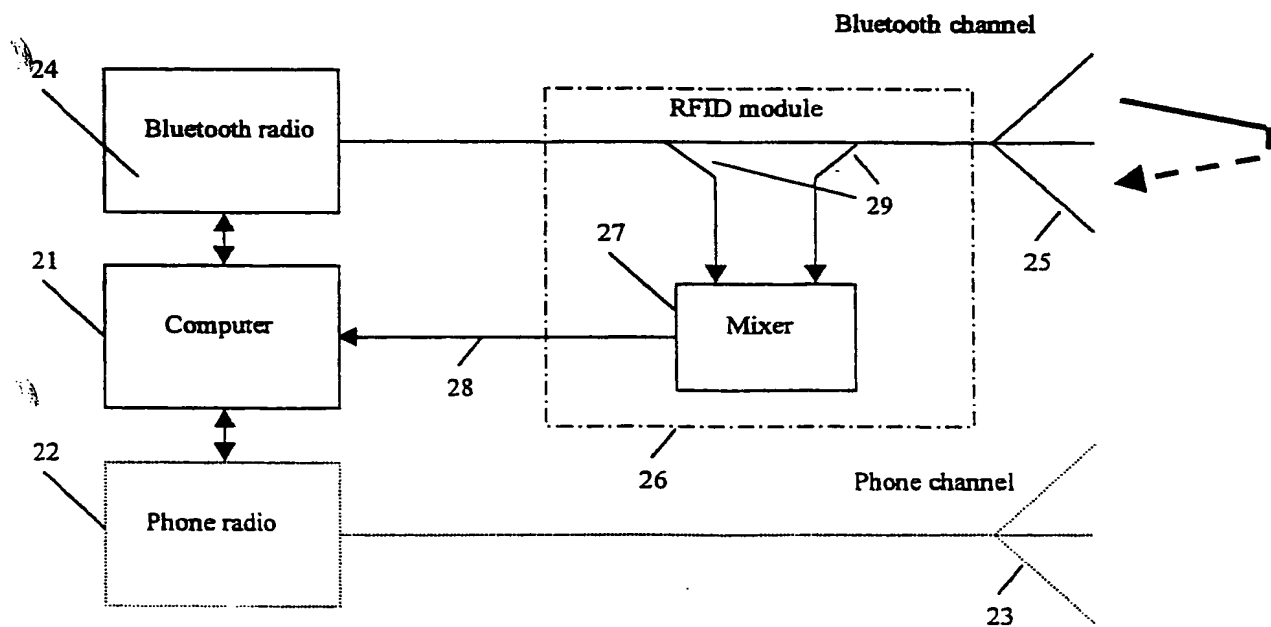 Bluetooth channel
24
RFID module
Bluetooth radio
29
27
25
21
Computer
Mixer
28
22
26
Phone channel
Phone radio
23